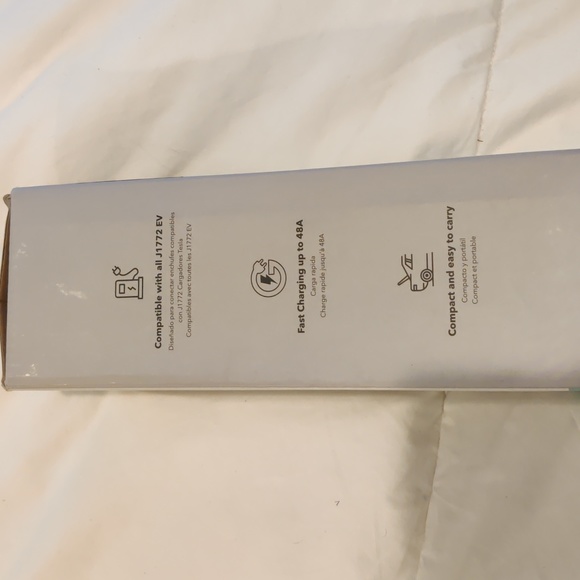 Compatible with all J1772 EV
Diseñado para conectar enchufes compatibles
con J1772 Cargadores Tesla
Compatibles avec toutes les J1772 EV
Fast Charging up to 48A
Carga rapida
Charge rapide jusqu'à 48A
Compact and easy to carry
Compacto y portátil
Compact et portable